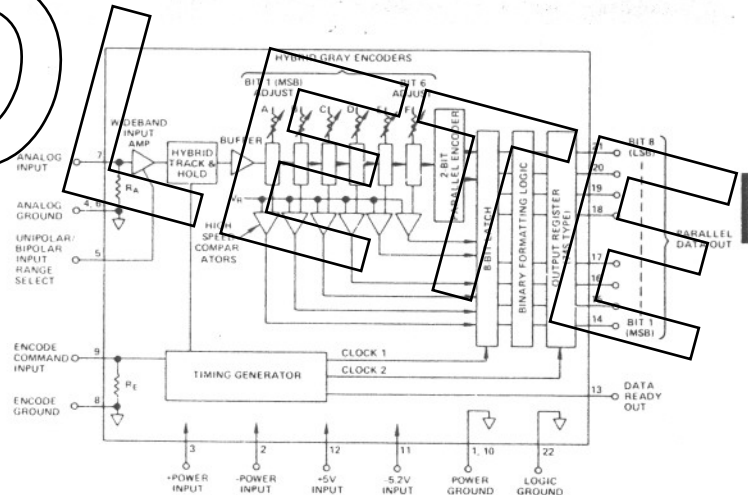 OLETE
HYBRID GRAY ENCODERS
BIT 1 (MSB)
ADJUST
BIT 6
ADJUST
A B C D E F
WIDEBAND
INPUT
AMP
HYBRID
TRACK &
HOLD
BUFFER
2-BIT
PARALLEL ENCODER
8-BIT LATCH
BINARY FORMATTING LOGIC
OUTPUT REGISTER
ANALOG
INPUT
7
RA
ANALOG
GROUND
4, 6
UNIPOLAR/
BIPOLAR
INPUT
RANGE
SELECT
5
VR
HIGH
SPEED
COMPAR
ATORS
21
BIT 8
(LSB)
20
19
18
17
16
15
14
BIT 1
(MSB)
PARALLEL
DATA OUT
ENCODE
COMMAND
INPUT
9
RE
ENCODE
GROUND
8
TIMING GENERATOR
CLOCK 1
CLOCK 2
13
DATA
READY
OUT
3
+POWER
INPUT
2
-POWER
INPUT
12
+5V
INPUT
11
-5.2V
INPUT
1, 10
POWER
GROUND
22
LOGIC
GROUND